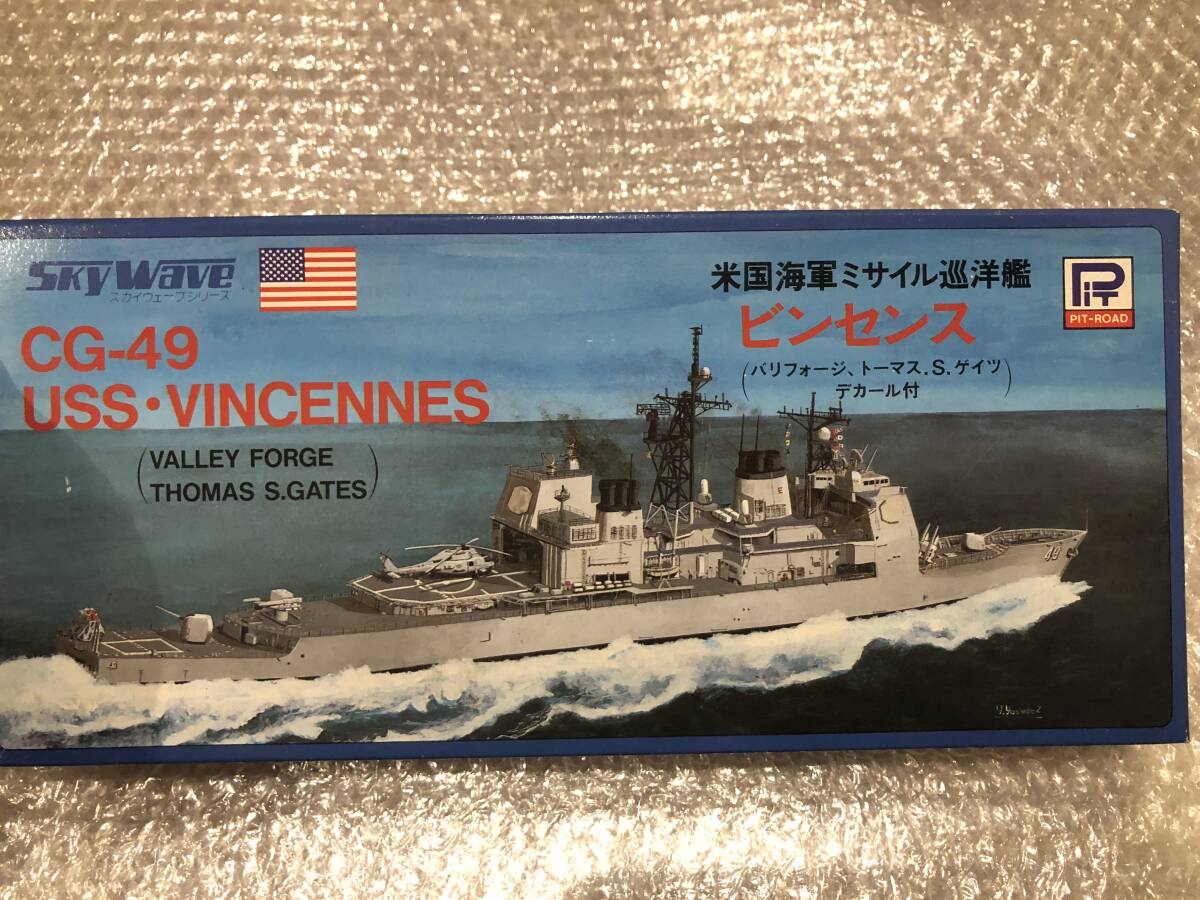 SkyWave
スカイウェーブシリーズ
CG-49
USS・VINCENNES
(VALLEY FORGE
THOMAS S.GATES)
米国海軍ミサイル巡洋艦
ビンセンス
(バリフォージ、トーマス.S.ゲイツ
デカール付)
PiT
PIT-ROAD
49